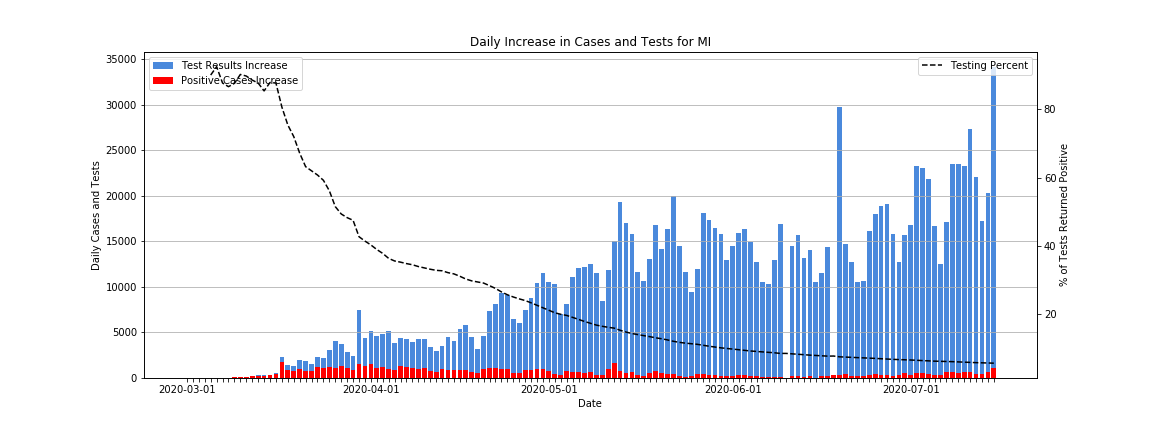 Daily Increase in Cases and Tests for MI
Test Results Increase
Positive Cases Increase
Testing Percent
35000
30000
25000
20000
15000
10000
5000
0
80
60
40
20
Daily Cases and Tests
% of Tests Returned Positive
2020-03-01
2020-04-01
2020-05-01
2020-06-01
2020-07-01
Date